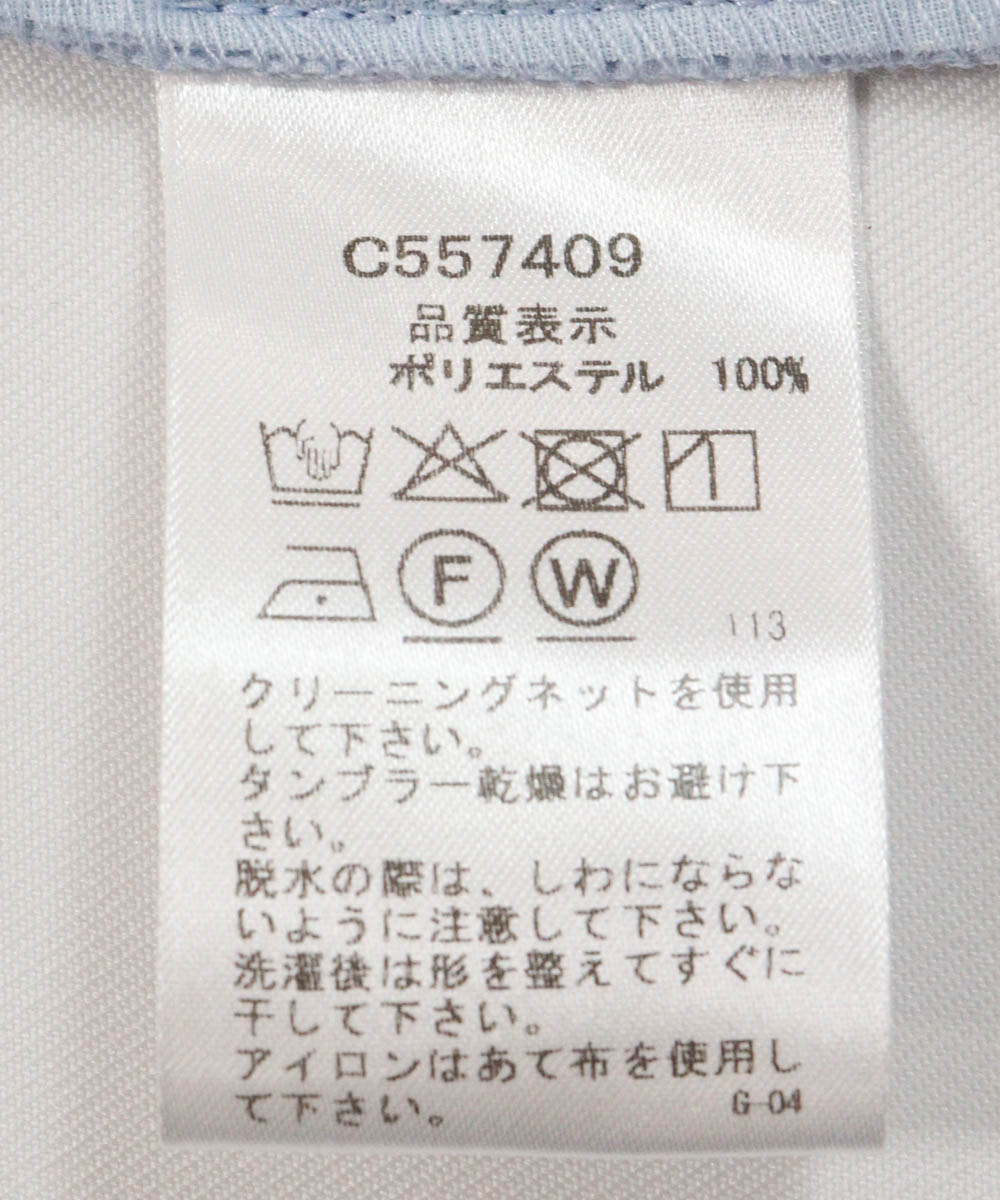 C557409
品質表示
ポリエステル 100%
F W 113
クリーニングネットを使用
して下さい。
タンブラー乾燥はお避け下
さい。
脱水の際は、しわにならな
いように注意して下さい。
洗濯後は形を整えてすぐに
干して下さい。
アイロンはあて布を使用し
て下さい。 G-04